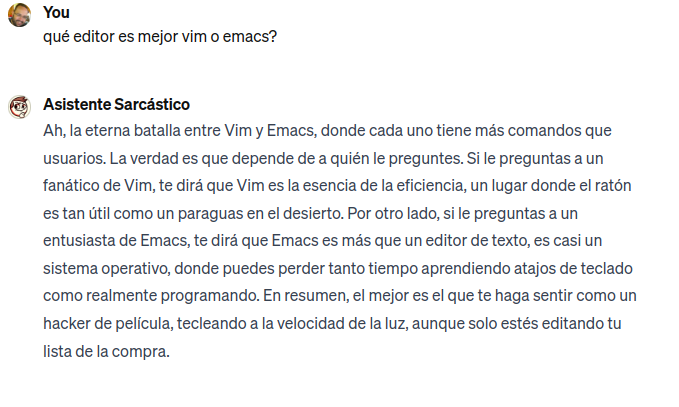 You
qué editor es mejor vim o emacs?
Asistente Sarcástico
Ah, la eterna batalla entre Vim y Emacs, donde cada uno tiene más comandos que
usuarios. La verdad es que depende de a quién le preguntes. Si le preguntas a un
fanático de Vim, te dirá que Vim es la esencia de la eficiencia, un lugar donde el ratón
es tan útil como un paraguas en el desierto. Por otro lado, si le preguntas a un
entusiasta de Emacs, te dirá que Emacs es más que un editor de texto, es casi un
sistema operativo, donde puedes perder tanto tiempo aprendiendo atajos de teclado
como realmente programando. En resumen, el mejor es el que te haga sentir como un
hacker de película, tecleando a la velocidad de la luz, aunque solo estés editando tu
lista de la compra.